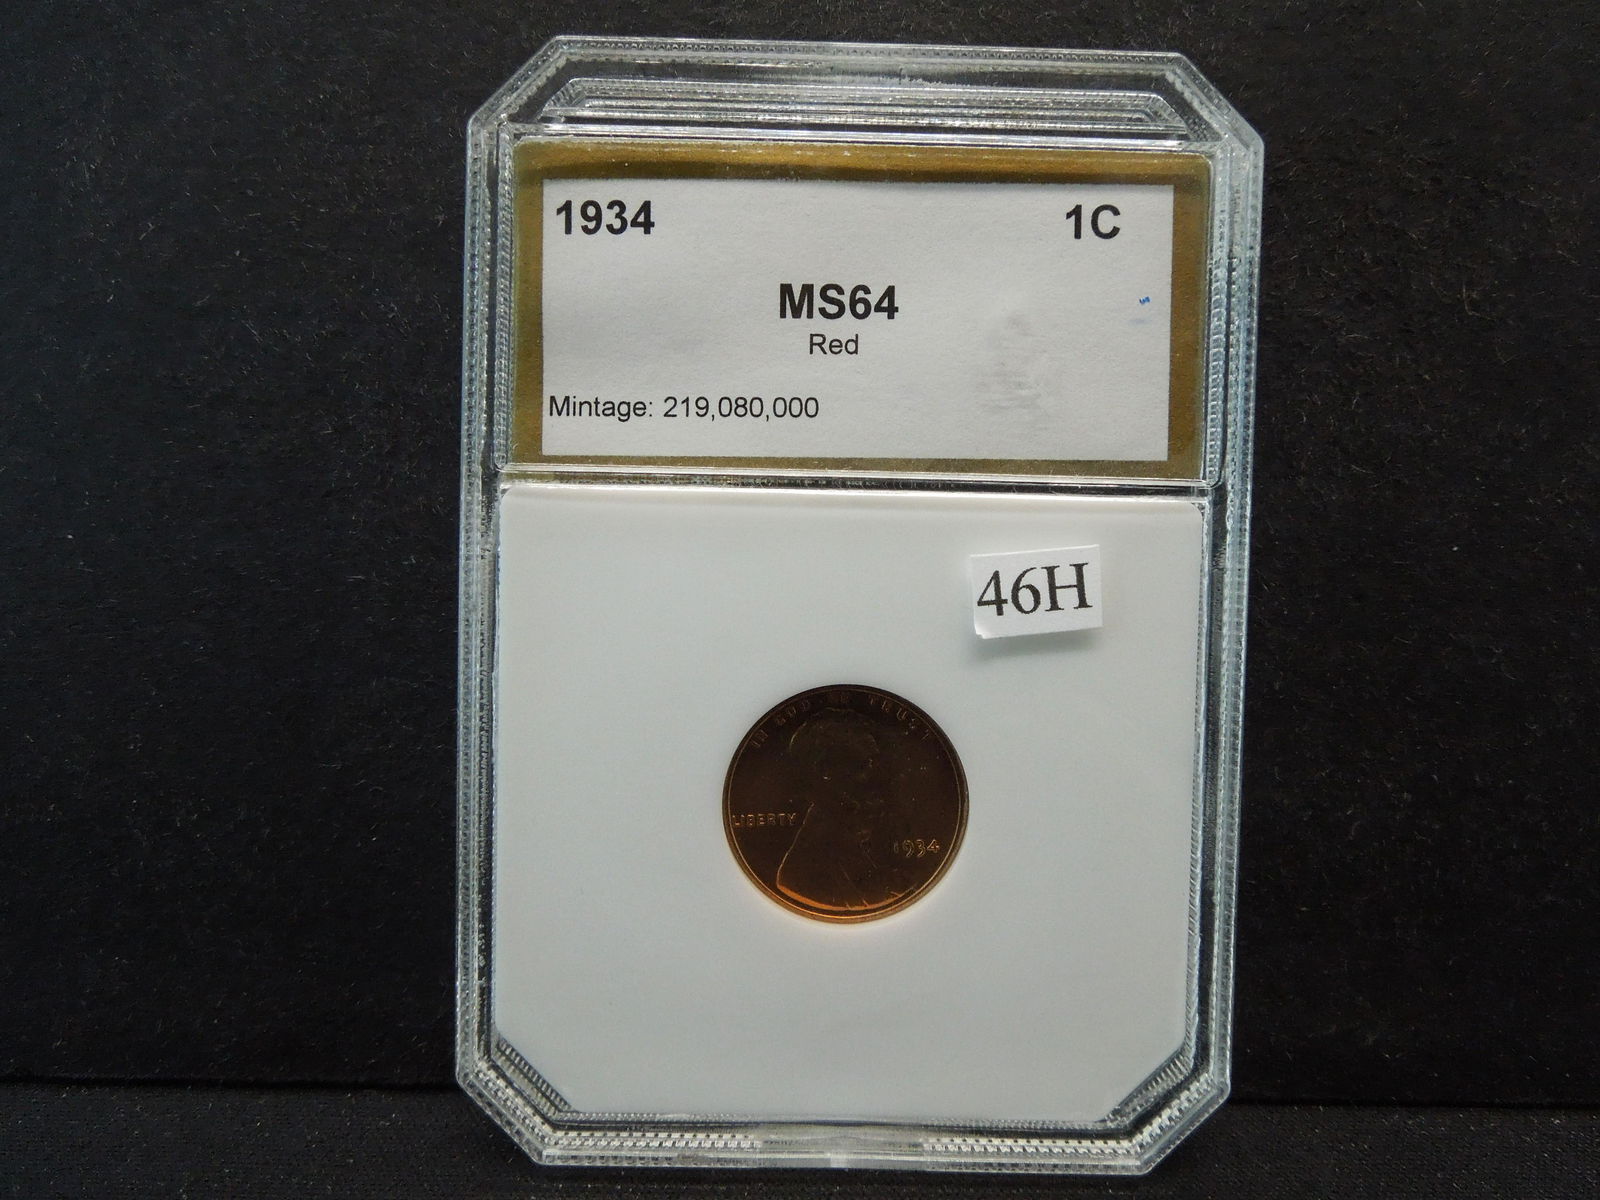 1934 1C
MS64
Red
Mintage: 219,080,000
46H
IN GOD WE TRUST
LIBERTY
1934